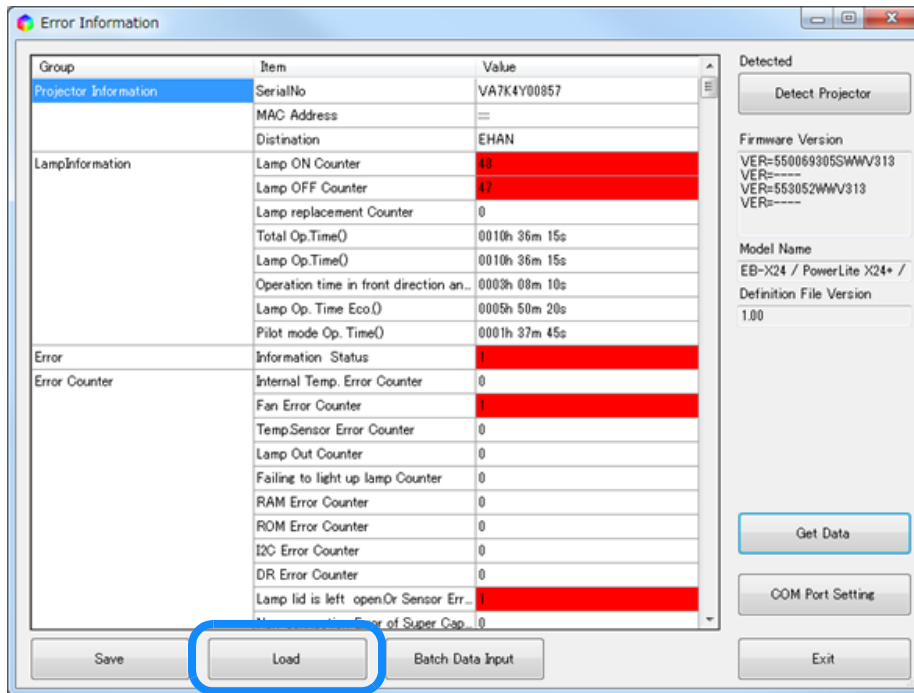 Error Information
Group Item Value
Projector Information SerialNo VA7K4Y00857
MAC Address ==
Distination EHAN
LampInformation Lamp ON Counter 48
Lamp OFF Counter 47
Lamp replacement Counter 0
Total Op.Time() 0010h 36m 15s
Lamp Op.Time() 0010h 36m 15s
Operation time in front direction an... 0003h 08m 10s
Lamp Op. Time Eco.() 0005h 50m 20s
Pilot mode Op. Time() 0001h 37m 45s
Error Information Status 1
Error Counter Internal Temp. Error Counter 0
Fan Error Counter 1
Temp.Sensor Error Counter 0
Lamp Out Counter 0
Failing to light up lamp Counter 0
RAM Error Counter 0
ROM Error Counter 0
I2C Error Counter 0
DR Error Counter 0
Lamp lid is left open.Or Sensor Err... 1
Error of Super Cap... 0
Detected
Detect Projector
Firmware Version
VER=550069305SWWV313
VER=----
VER=553052WWV313
VER=----
Model Name
EB-X24 / PowerLite X24+ /
Definition File Version
1.00
Get Data
COM Port Setting
Save Load Batch Data Input Exit